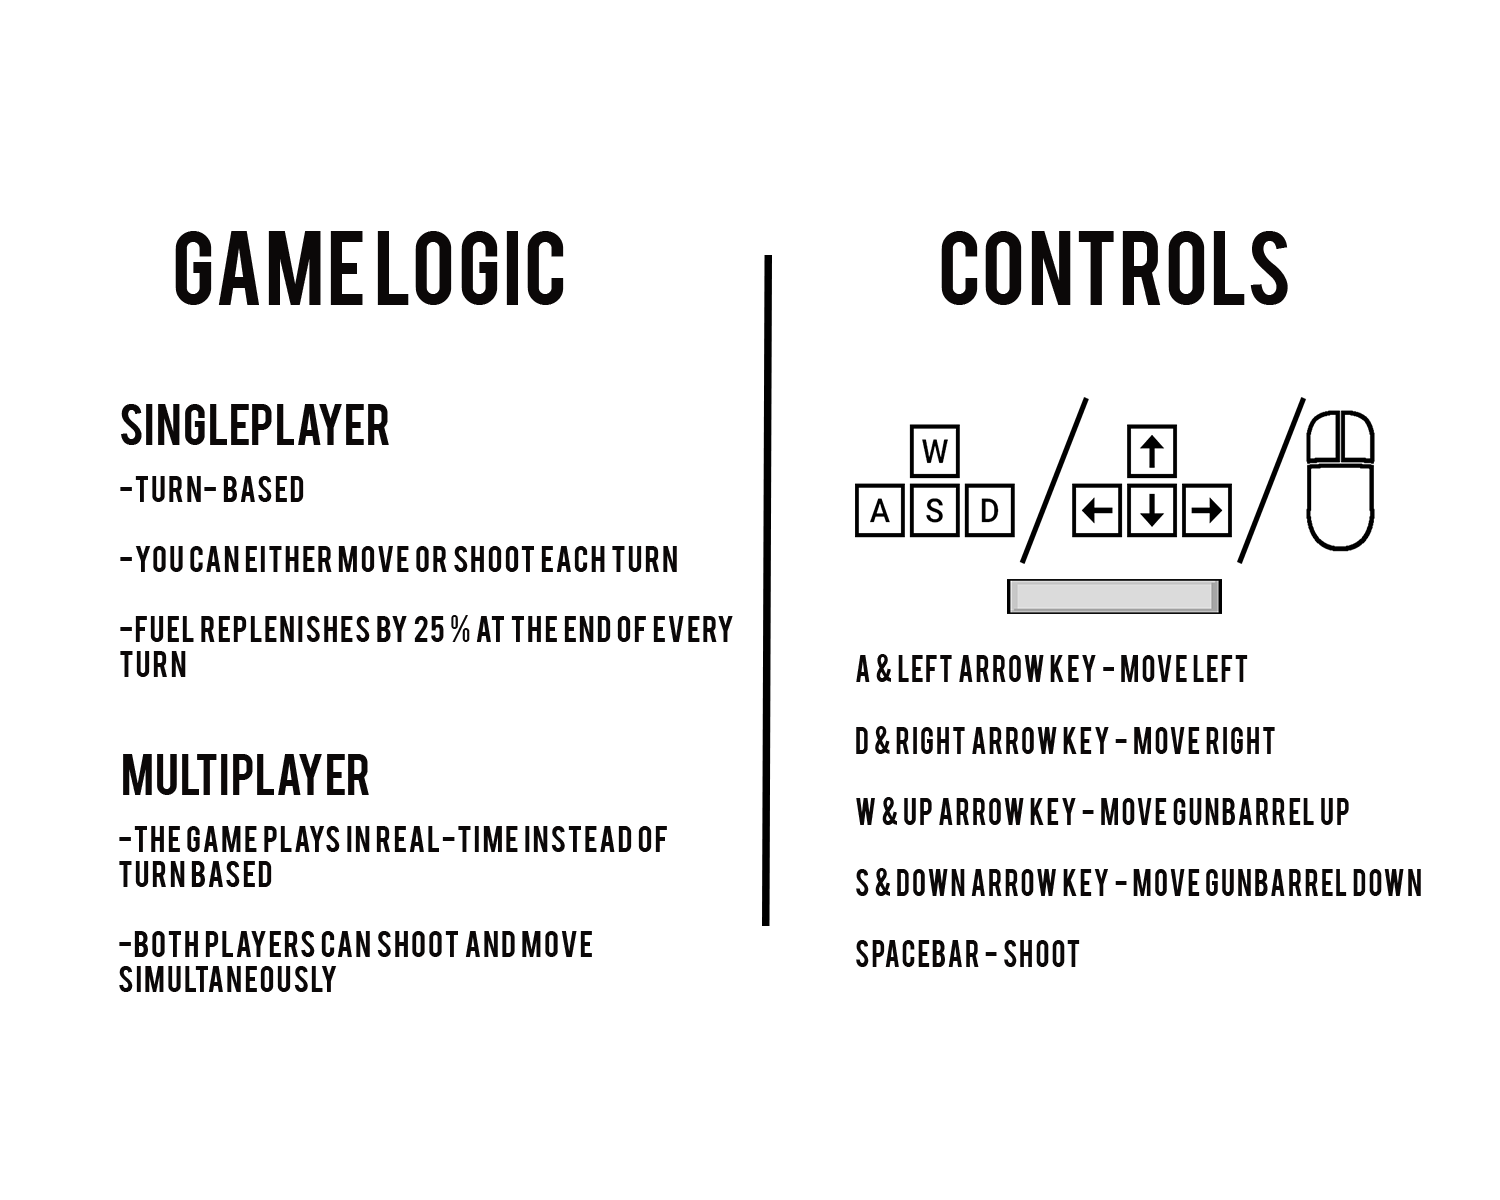 GAME LOGIC
SINGLEPLAYER
-TURN- BASED
-YOU CAN EITHER MOVE OR SHOOT EACH TURN
-FUEL REPLENISHES BY 25 % AT THE END OF EVERY
TURN
MULTIPLAYER
-THE GAME PLAYS IN REAL-TIME INSTEAD OF
TURN BASED
-BOTH PLAYERS CAN SHOOT AND MOVE
SIMULTANEOUSLY
CONTROLS
W
A S D
A & LEFT ARROW KEY - MOVE LEFT
D & RIGHT ARROW KEY - MOVE RIGHT
W & UP ARROW KEY - MOVE GUNBARREL UP
S & DOWN ARROW KEY - MOVE GUNBARREL DOWN
SPACEBAR - SHOOT